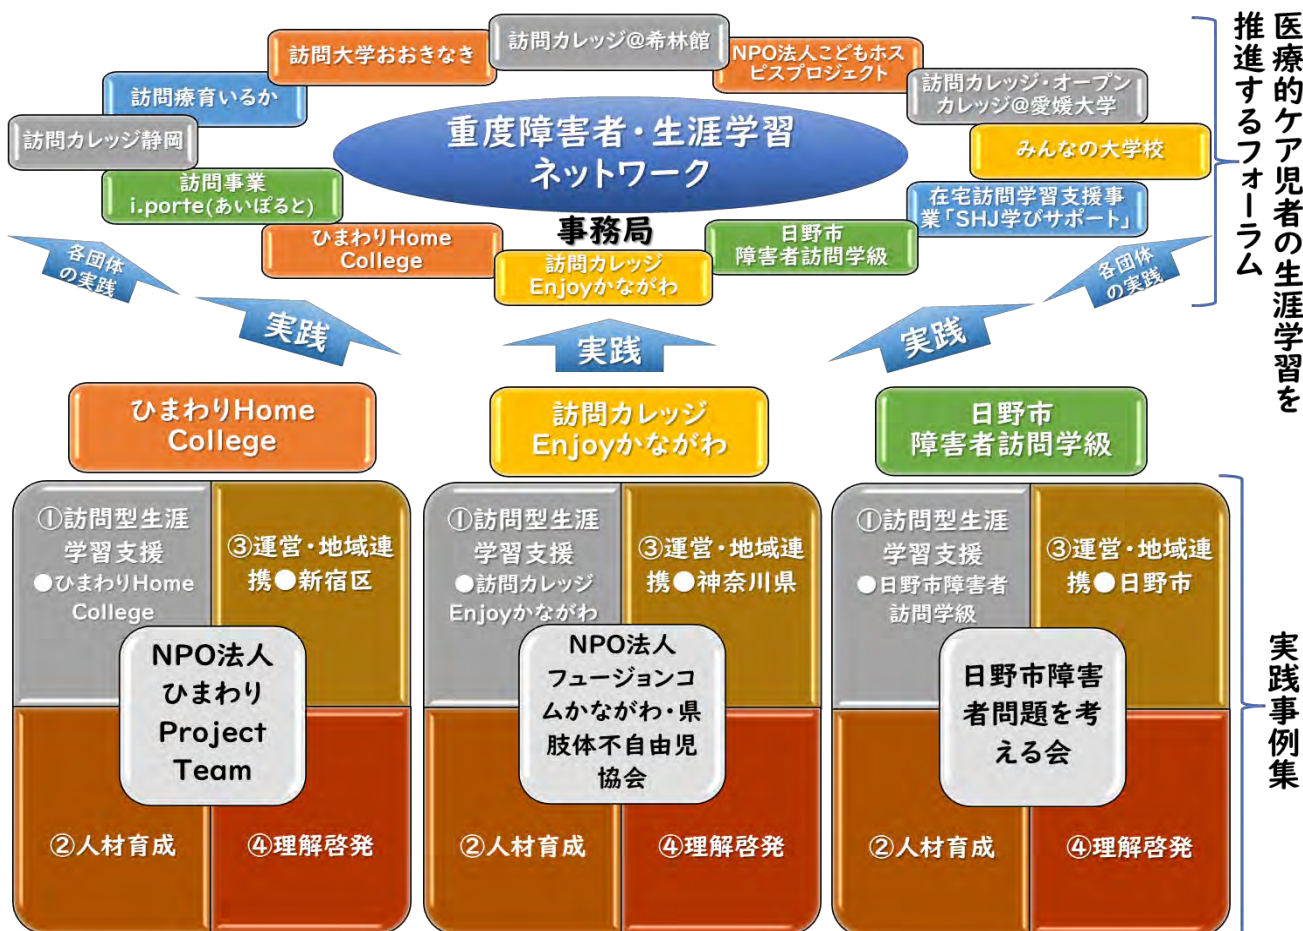 訪問カレッジ@希林館
訪問大学おおきなき
NPO法人こどもホス
ピスプロジェクト
訪問療育いるか
訪問カレッジ・オープン
カレッジ@愛媛大学
訪問カレッジ静岡
みんなの大学校
訪問事業
i.porte(あいぽると)
在宅訪問学習支援事
業「SHJ学びサポート」
ひまわりHome
College
日野市
障害者訪問学級
重度障害者・生涯学習
ネットワーク
事務局
訪問カレッジ
Enjoyかながわ
医療的ケア児者の生涯学習を
推進するフォーラム
各団体
の実践
実践
実践
実践
各団体
の実践
ひまわりHome
College
訪問カレッジ
Enjoyかながわ
日野市
障害者訪問学級
①訪問型生涯
学習支援
●ひまわりHome
College
③運営・地域連
携●新宿区
NPO法人
ひまわり
Project
Team
②人材育成
④理解啓発
①訪問型生涯
学習支援
●訪問カレッジ
Enjoyかながわ
③運営・地域連
携●神奈川県
NPO法人
フュージョンコ
ムかながわ・県
肢体不自由児
協会
②人材育成
④理解啓発
①訪問型生涯
学習支援
●日野市障害者
訪問学級
③運営・地域連
携●日野市
日野市障害
者問題を考
える会
②人材育成
④理解啓発
実践事例集